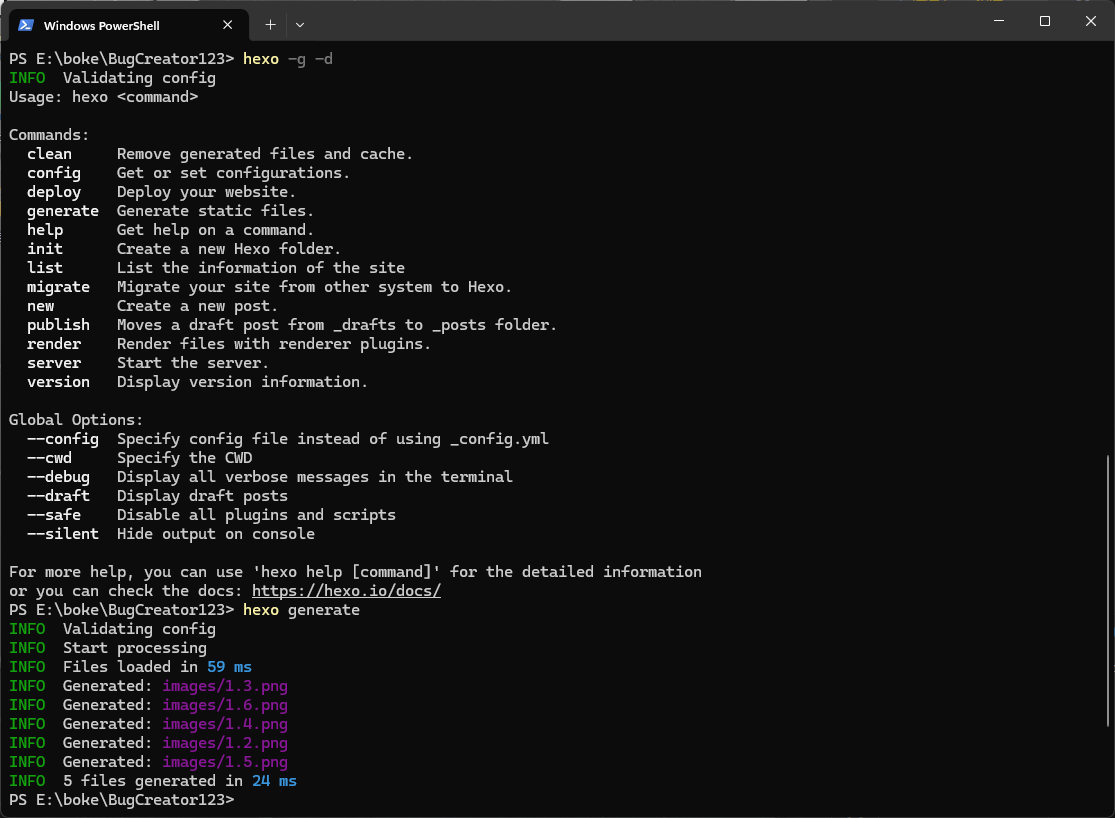 Windows PowerShell
PS E:\boke\BugCreator123> hexo -g -d
INFO  Validating config
Usage: hexo <command>

Commands:
  clean     Remove generated files and cache.
  config    Get or set configurations.
  deploy    Deploy your website.
  generate  Generate static files.
  help      Get help on a command.
  init      Create a new Hexo folder.
  list      List the information of the site
  migrate   Migrate your site from other system to Hexo.
  new       Create a new post.
  publish   Moves a draft post from _drafts to _posts folder.
  render    Render files with renderer plugins.
  server    Start the server.
  version   Display version information.

Global Options:
  --config  Specify config file instead of using _config.yml
  --cwd     Specify the CWD
  --debug   Display all verbose messages in the terminal
  --draft   Display draft posts
  --safe    Disable all plugins and scripts
  --silent  Hide output on console

For more help, you can use 'hexo help [command]' for the detailed information
or you can check the docs: https://hexo.io/docs/
PS E:\boke\BugCreator123> hexo generate
INFO  Validating config
INFO  Start processing
INFO  Files loaded in 59 ms
INFO  Generated: images/1.3.png
INFO  Generated: images/1.6.png
INFO  Generated: images/1.4.png
INFO  Generated: images/1.2.png
INFO  Generated: images/1.5.png
INFO  5 files generated in 24 ms
PS E:\boke\BugCreator123>